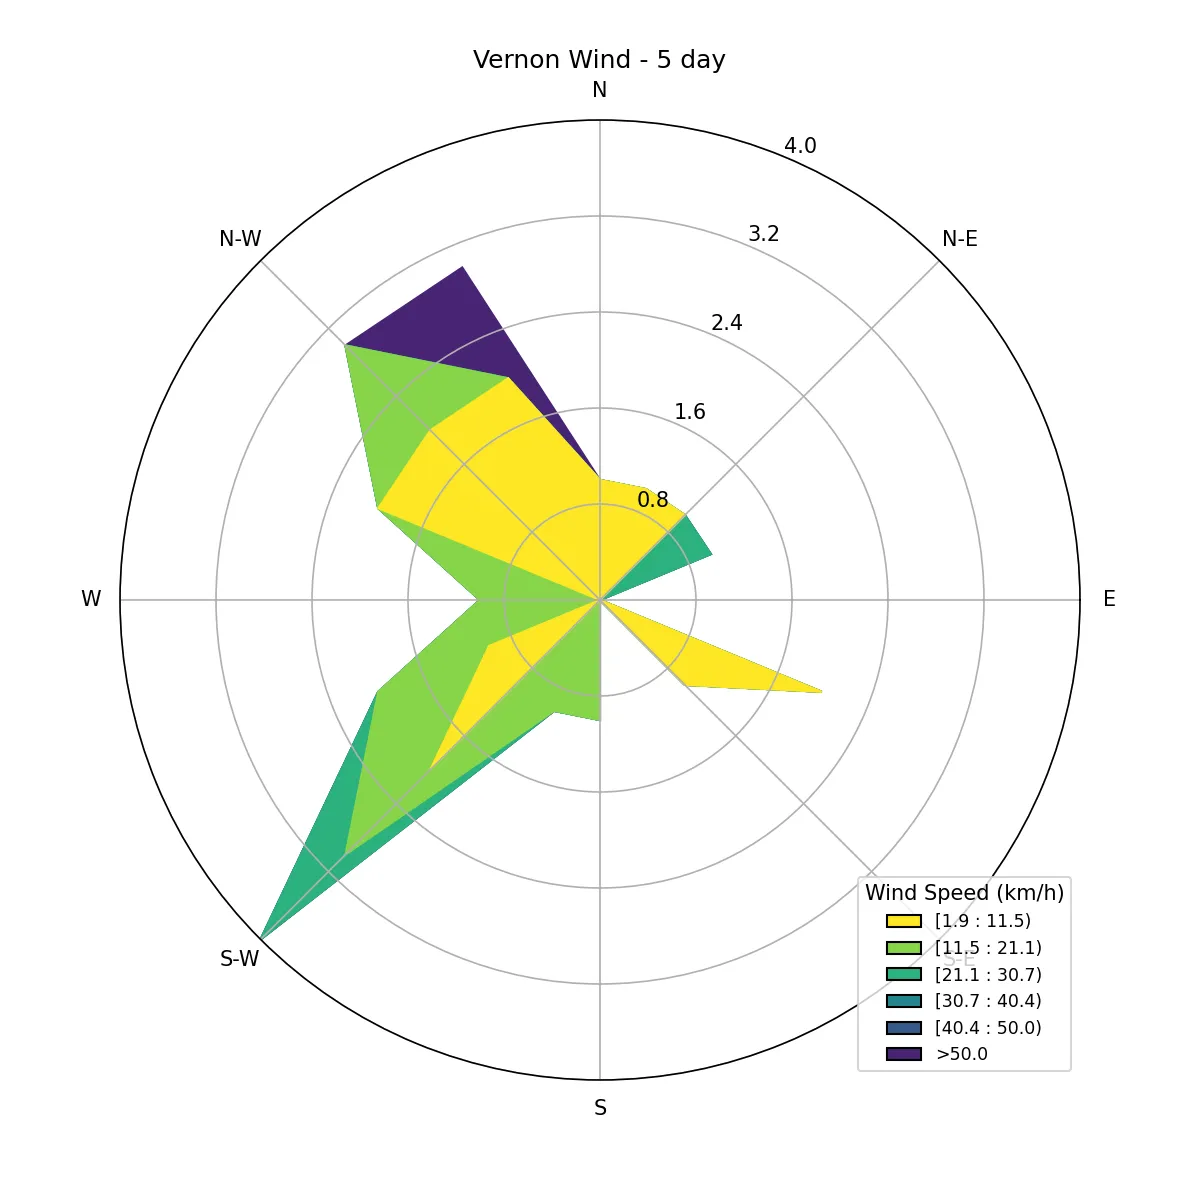 Vernon Wind - 5 day
N
4.0
N-W
N-E
3.2
2.4
1.6
0.8
W
E
S-W
S-E
S
Wind Speed (km/h)
[1.9 : 11.5)
[11.5 : 21.1)
[21.1 : 30.7)
[30.7 : 40.4)
[40.4 : 50.0)
>50.0